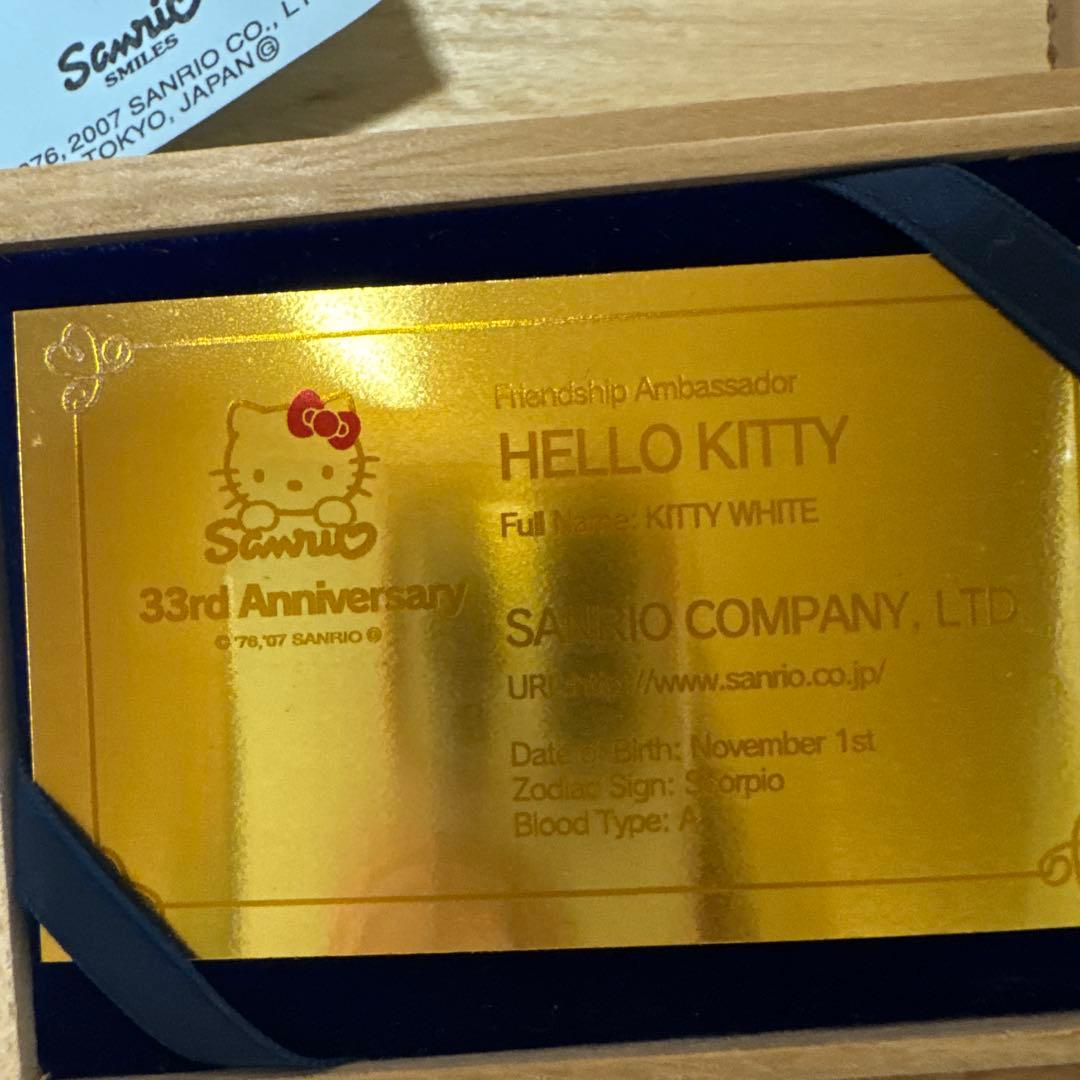 Sanrio
SMILES
76, 2007 SANRIO CO., LT
TOKYO, JAPAN Ⓖ
Sanrio
33rd Anniversary
© '76,'07 SANRIO Ⓖ
Friendship Ambassador
HELLO KITTY
Full Name: KITTY WHITE
SANRIO COMPANY, LTD
URL http://www.sanrio.co.jp/
Date of Birth: November 1st
Zodiac Sign: Scorpio
Blood Type: A